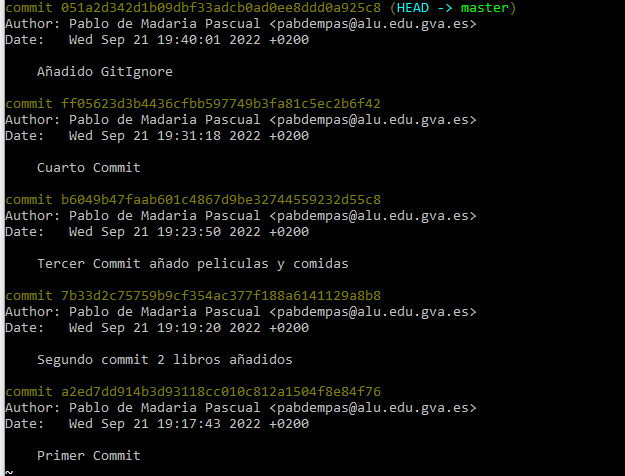 commit 051a2d342d1b09dbf33adcb0ad0ee8ddd0a925c8 (HEAD -> master)
Author: Pablo de Madaria Pascual <pabdempas@alu.edu.gva.es>
Date:   Wed Sep 21 19:40:01 2022 +0200
Añadido GitIgnore
commit ff05623d3b4436cfbb597749b3fa81c5ec2b6f42
Author: Pablo de Madaria Pascual <pabdempas@alu.edu.gva.es>
Date:   Wed Sep 21 19:31:18 2022 +0200
Cuarto Commit
commit b6049b47faab601c4867d9be32744559232d55c8
Author: Pablo de Madaria Pascual <pabdempas@alu.edu.gva.es>
Date:   Wed Sep 21 19:23:50 2022 +0200
Tercer Commit añado peliculas y comidas
commit 7b33d2c75759b9cf354ac377f188a6141129a8b8
Author: Pablo de Madaria Pascual <pabdempas@alu.edu.gva.es>
Date:   Wed Sep 21 19:19:20 2022 +0200
Segundo commit 2 libros añadidos
commit a2ed7dd914b3d93118cc010c812a1504f8e84f76
Author: Pablo de Madaria Pascual <pabdempas@alu.edu.gva.es>
Date:   Wed Sep 21 19:17:43 2022 +0200
Primer Commit
~